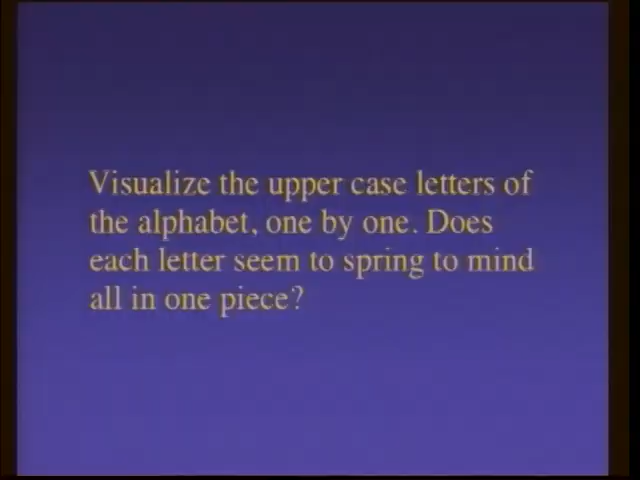 Visualize the upper case letters of
the alphabet, one by one. Does
each letter seem to spring to mind
all in one piece?